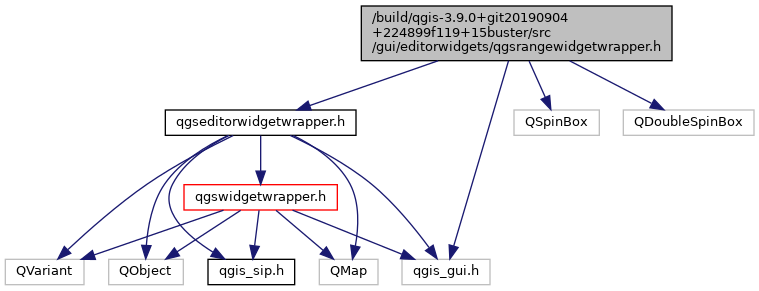 /build/qgis-3.9.0+git20190904
+224899f119+15buster/src
/gui/editorwidgets/qgsrangewidgetwrapper.h
qgseditorwidgetwrapper.h
QSpinBox
QDoubleSpinBox
qgswidgetwrapper.h
QVariant
QObject
qgis_sip.h
QMap
qgis_gui.h